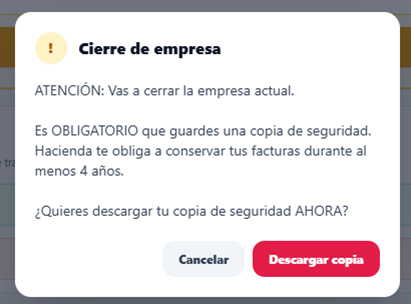 !
Cierre de empresa
ATENCIÓN: Vas a cerrar la empresa actual.
Es OBLIGATORIO que guardes una copia de seguridad.
Hacienda te obliga a conservar tus facturas durante al
menos 4 años.
¿Quieres descargar tu copia de seguridad AHORA?
Cancelar
Descargar copia